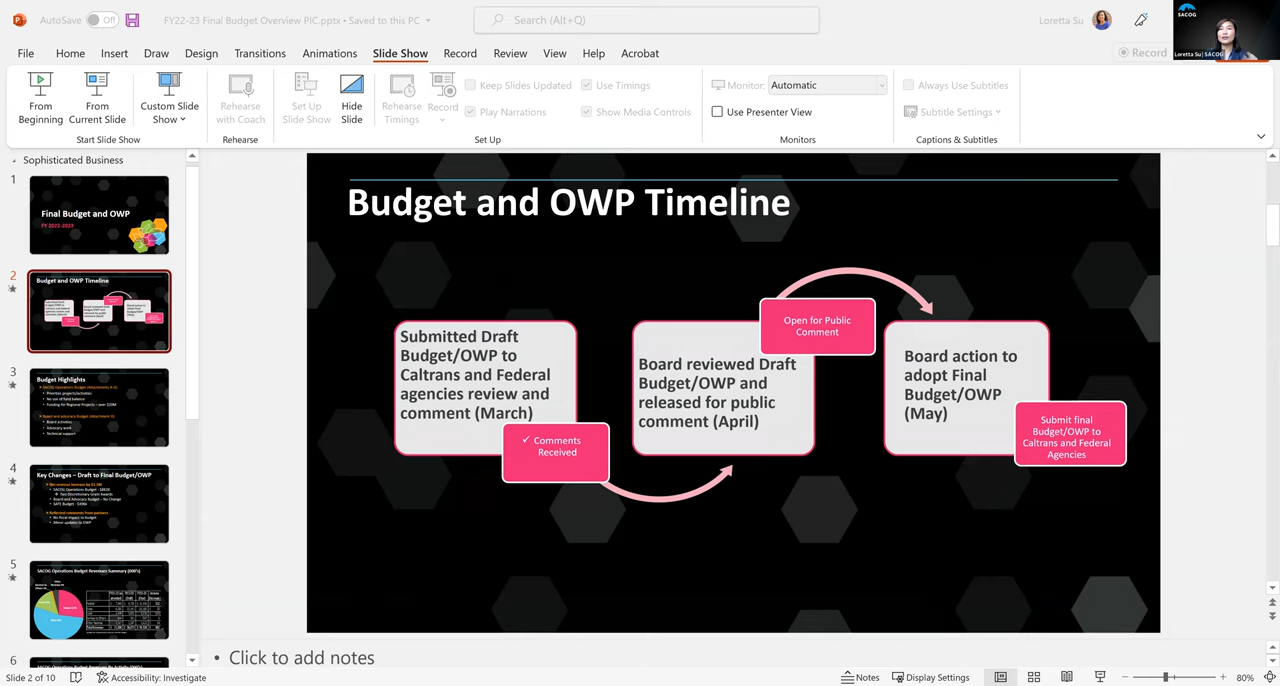 AutoSave Off
FY22-23 Final Budget Overview PIC.pptx • Saved to this PC
Search (Alt+Q)
Loretta Su
SACOG
Loretta Su| SACOG
File Home Insert Draw Design Transitions Animations Slide Show Record Review View Help Acrobat
Record
From
Beginning
From
Current Slide
Custom Slide
Show
Start Slide Show
Rehearse
with Coach
Rehearse
Set Up
Slide Show
Hide
Slide
Rehearse
Timings
Record
Keep Slides Updated
Play Narrations
Use Timings
Show Media Controls
Set Up
Monitor: Automatic
Use Presenter View
Monitors
Always Use Subtitles
Subtitle Settings
Captions & Subtitles
Sophisticated Business
1
Final Budget and OWP
FY 2022-2023
2
Budget and OWP Timeline
3
Budget Highlights
4
Key Changes – Draft to Final Budget/OWP
5
SACOG Operations Budget Revenues Summary (000's)
6
Budget and OWP Timeline
Submitted Draft
Budget/OWP to
Caltrans and Federal
agencies review and
comment (March)
✓ Comments
Received
Board reviewed Draft
Budget/OWP and
released for public
comment (April)
Open for Public
Comment
Board action to
adopt Final
Budget/OWP
(May)
Submit final
Budget/OWP to
Caltrans and Federal
Agencies
• Click to add notes
Slide 2 of 10
Accessibility: Investigate
Notes
Display Settings
80%